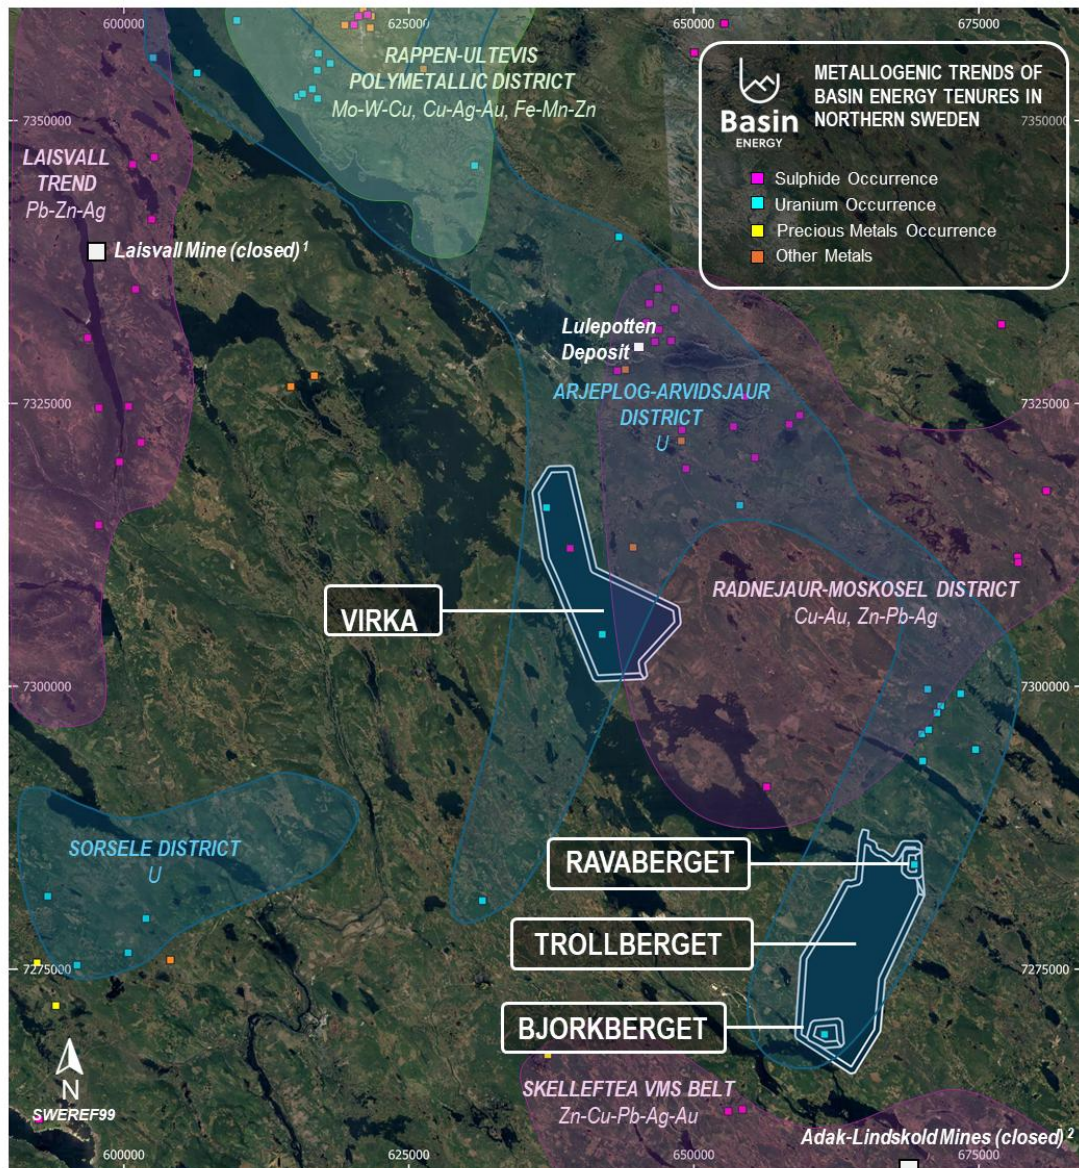 600000
625000
650000
675000
RAPPEN-ULTEVIS
POLYMETALLIC DISTRICT
Mo-W-Cu, Cu-Ag-Au, Fe-Mn-Zn
Basin
ENERGY
METALLOGENIC TRENDS OF
BASIN ENERGY TENURES IN
NORTHERN SWEDEN
Sulphide Occurrence
Uranium Occurrence
Precious Metals Occurrence
Other Metals
7350000
7350000
LAISVALL
TREND
Pb-Zn-Ag
Laisvall Mine (closed) 1
Lulepotten
Deposit
ARJEPLOG-ARVIDSJAUR
DISTRICT
U
7325000
7325000
RADNEJAUR-MOSKOSEL DISTRICT
Cu-Au, Zn-Pb-Ag
VIRKA
7300000
7300000
SORSELE DISTRICT
U
RAVABERGET
TROLLBERGET
7275000
7275000
BJORKBERGET
N
SWEREF99
SKELLEFTEA VMS BELT
Zn-Cu-Pb-Ag-Au
Adak-Lindskold Mines (closed) 2
600000
625000
650000
675000